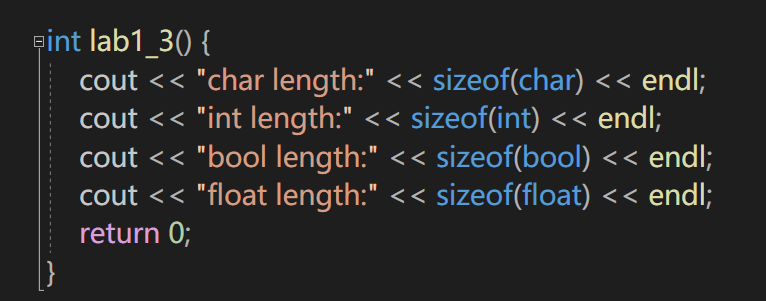 int lab1_3() {
cout << "char length:" << sizeof(char) << endl;
cout << "int length:" << sizeof(int) << endl;
cout << "bool length:" << sizeof(bool) << endl;
cout << "float length:" << sizeof(float) << endl;
return 0;
}